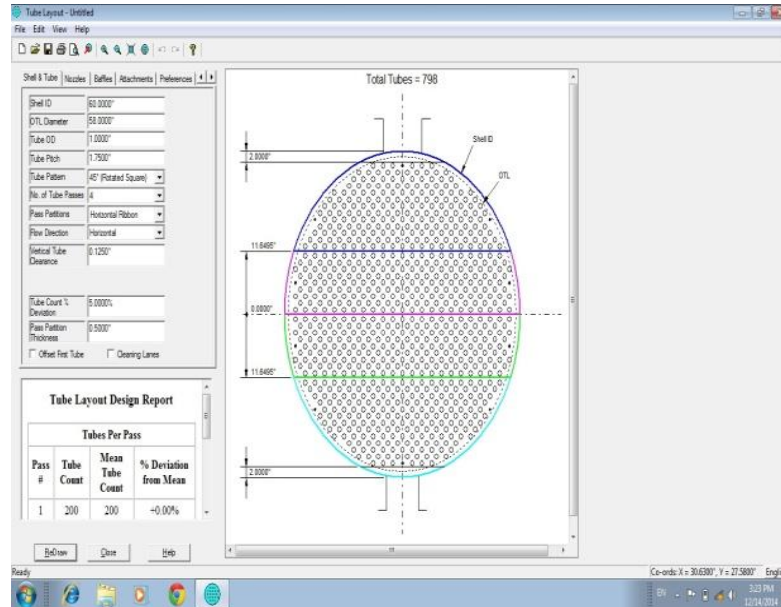 Tube Layout - Untitled
File Edit View Help
Shell & Tube Nozzles Baffles Attachments Preferences
Shell ID 60.0000"
OTL Diameter 58.0000"
Tube OD 1.0000"
Tube Pitch 1.7500"
Tube Pattern 45° (Rotated Square)
No. of Tube Passes 4
Pass Partitions Horizontal Ribbon
Flow Direction Horizontal
Vertical Tube Clearance 0.1250"
Tube Count % Deviation 5.0000%
Pass Partition Thickness 0.5000"
Offset First Tube Cleaning Lanes
Tube Layout Design Report
Tubes Per Pass
Pass # Tube Count Mean Tube Count % Deviation from Mean
1 200 200 +0.00%
ReDraw Close Help
Total Tubes = 798
Shell ID
2.0000"
OTL
11.6495"
0.0000"
11.6495"
2.0000"
Ready
Co-ords: X = 30.6300", Y = 27.5800" Engli
EN 3:23 PM
12/14/2014